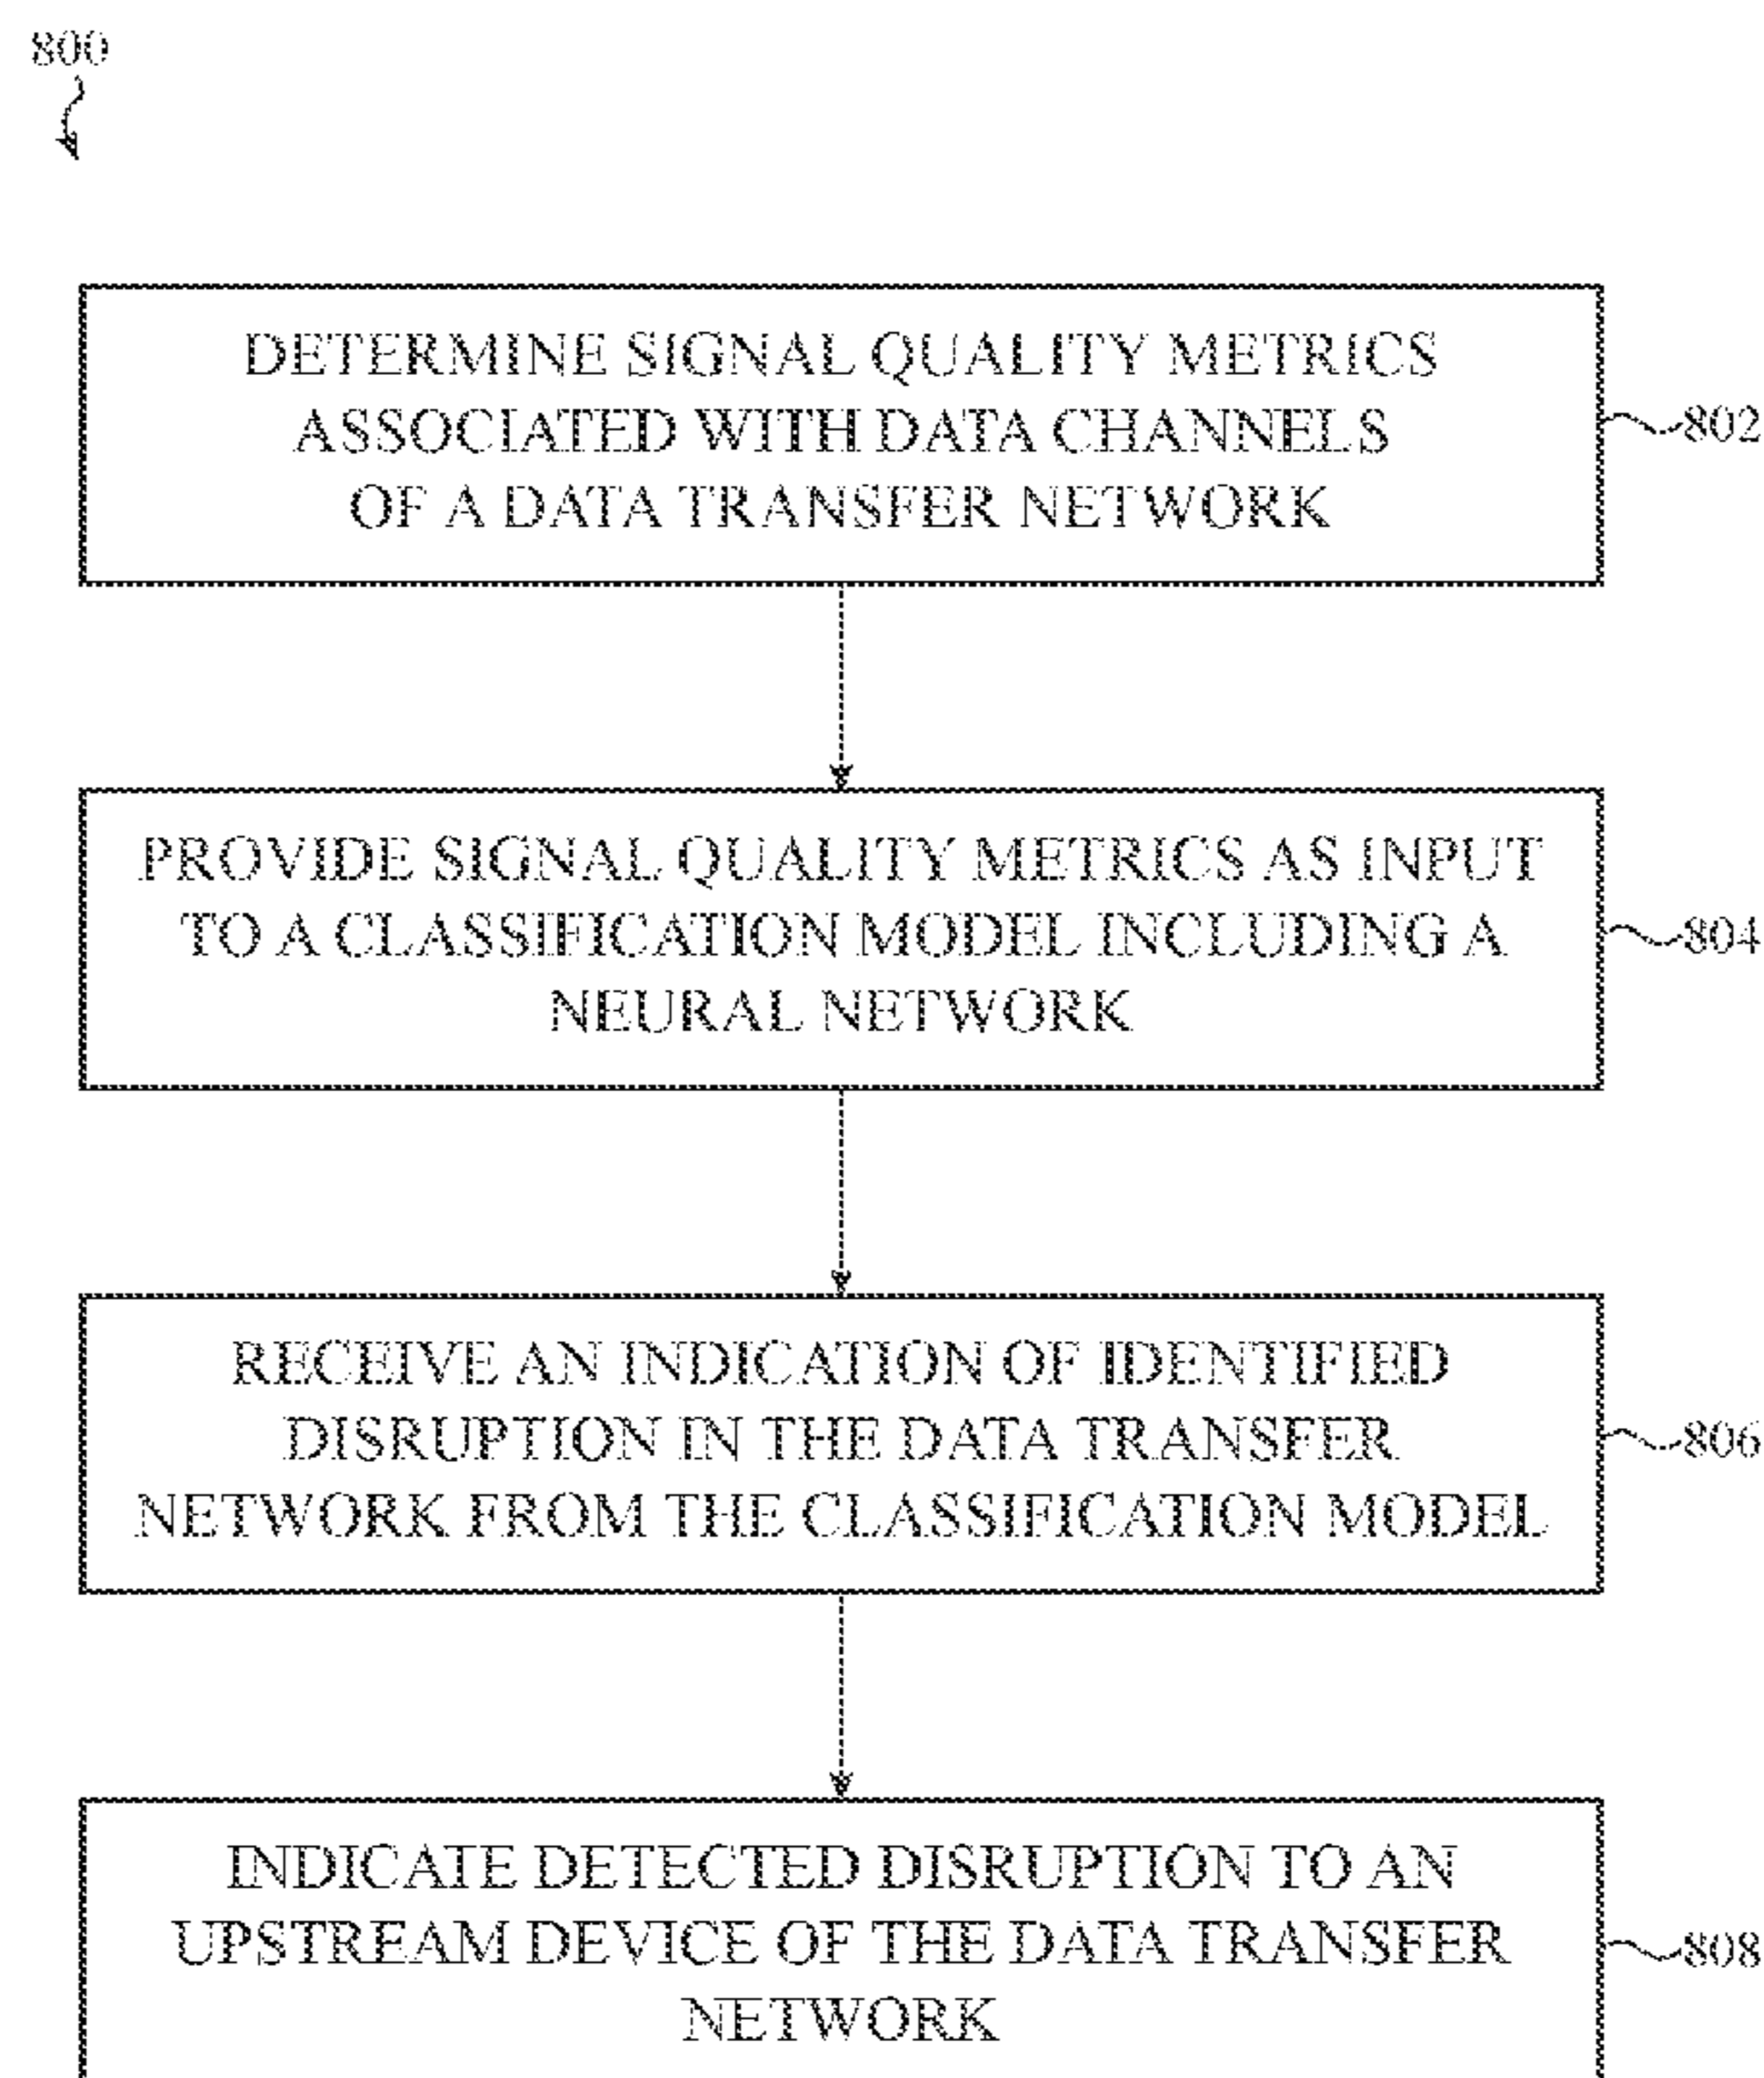 800
DETERMINE SIGNAL QUALITY METRICS
ASSOCIATED WITH DATA CHANNELS
OF A DATA TRANSFER NETWORK
802
PROVIDE SIGNAL QUALITY METRICS AS INPUT
TO A CLASSIFICATION MODEL INCLUDING A
NEURAL NETWORK
804
RECEIVE AN INDICATION OF IDENTIFIED
DISRUPTION IN THE DATA TRANSFER
NETWORK FROM THE CLASSIFICATION MODEL
806
INDICATE DETECTED DISRUPTION TO AN
UPSTREAM DEVICE OF THE DATA TRANSFER
NETWORK
808